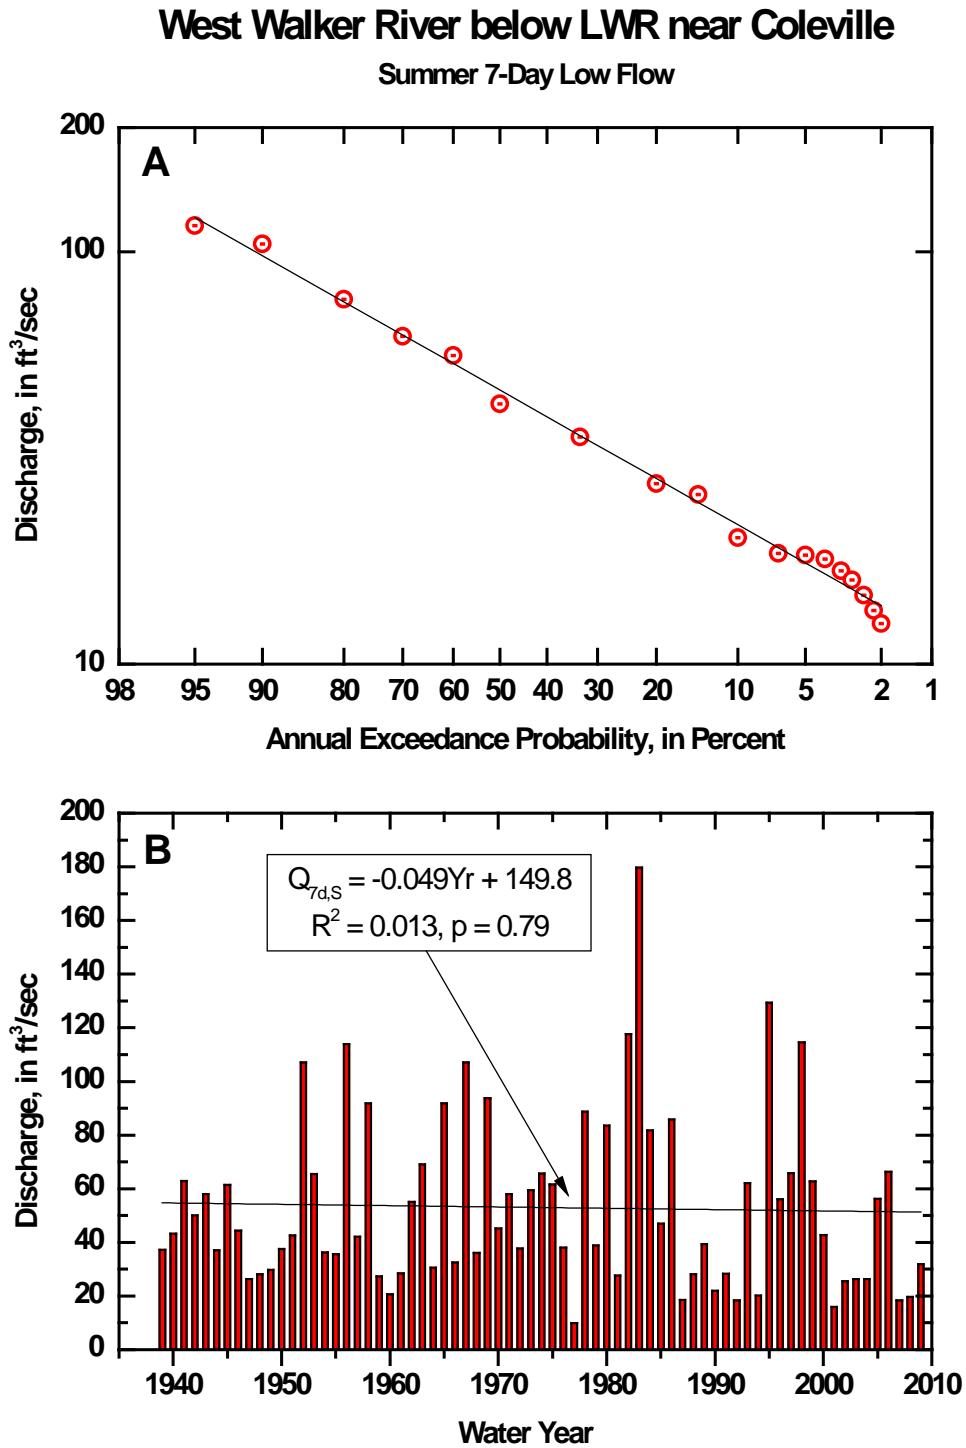 West Walker River below LWR near Coleville
Summer 7-Day Low Flow
200
A
100
Discharge, in ft³/sec
10
98 95 90 80 70 60 50 40 30 20 10 5 2 1
Annual Exceedance Probability, in Percent
200
B
180
Q7d,S = -0.049Yr + 149.8
R² = 0.013, p = 0.79
160
140
120
100
80
60
40
20
0
Discharge, in ft³/sec
1940 1950 1960 1970 1980 1990 2000 2010
Water Year